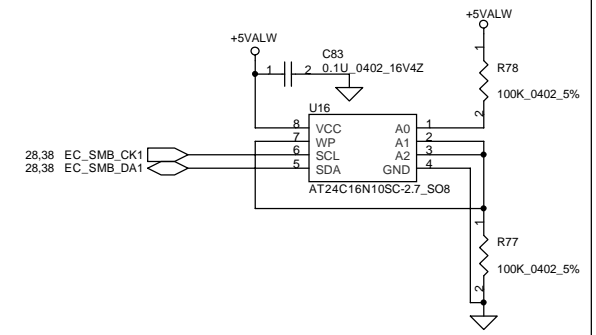 +5VALW
+5VALW
C83
1 2 0.1U_0402_16V4Z
1
R78
100K_0402_5%
2
U16
8 VCC A0 1
7 WP A1 2
28,38 EC_SMB_CK1 6 SCL A2 3
28,38 EC_SMB_DA1 5 SDA GND 4
AT24C16N10SC-2.7_SO8
1
R77
100K_0402_5%
2